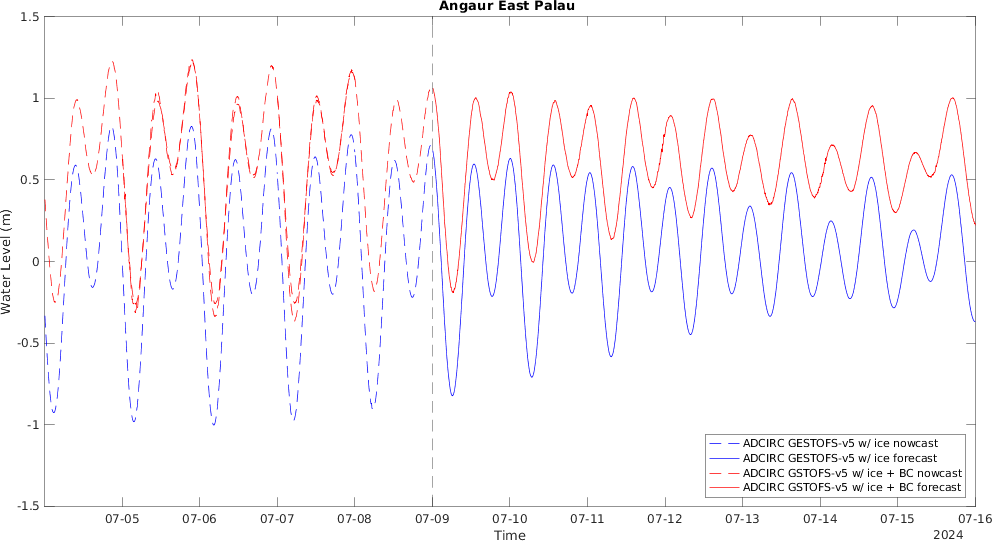 Angaur East Palau
1.5
1
0.5
0
-0.5
-1
-1.5
Water Level (m)
07-05 07-06 07-07 07-08 07-09 07-10 07-11 07-12 07-13 07-14 07-15 07-16
Time
2024
ADCIRC GESTOFS-v5 w/ ice nowcast
ADCIRC GESTOFS-v5 w/ ice forecast
ADCIRC GSTOFS-v5 w/ ice + BC nowcast
ADCIRC GSTOFS-v5 w/ ice + BC forecast